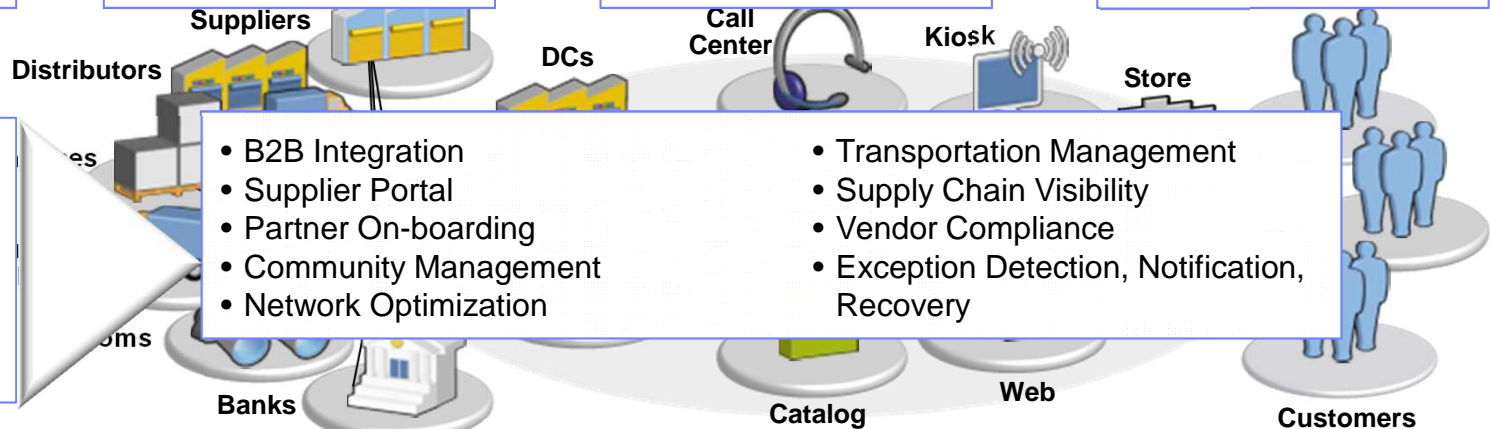 Suppliers
Call
Center
Kiosk
Distributors
DCs
Store
• B2B Integration
• Supplier Portal
• Partner On-boarding
• Community Management
• Network Optimization
• Transportation Management
• Supply Chain Visibility
• Vendor Compliance
• Exception Detection, Notification,
Recovery
Banks
Catalog
Web
Customers